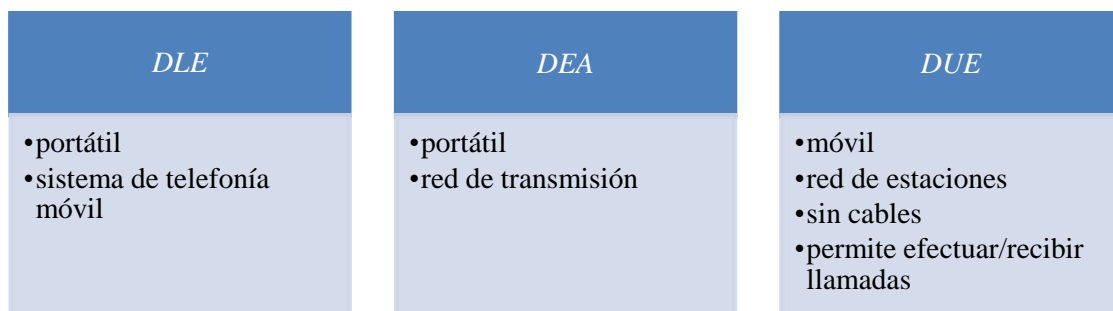 DLE
•portátil
•sistema de telefonía
móvil
DEA
•portátil
•red de transmisión
DUE
•móvil
•red de estaciones
•sin cables
•permite efectuar/recibir
llamadas